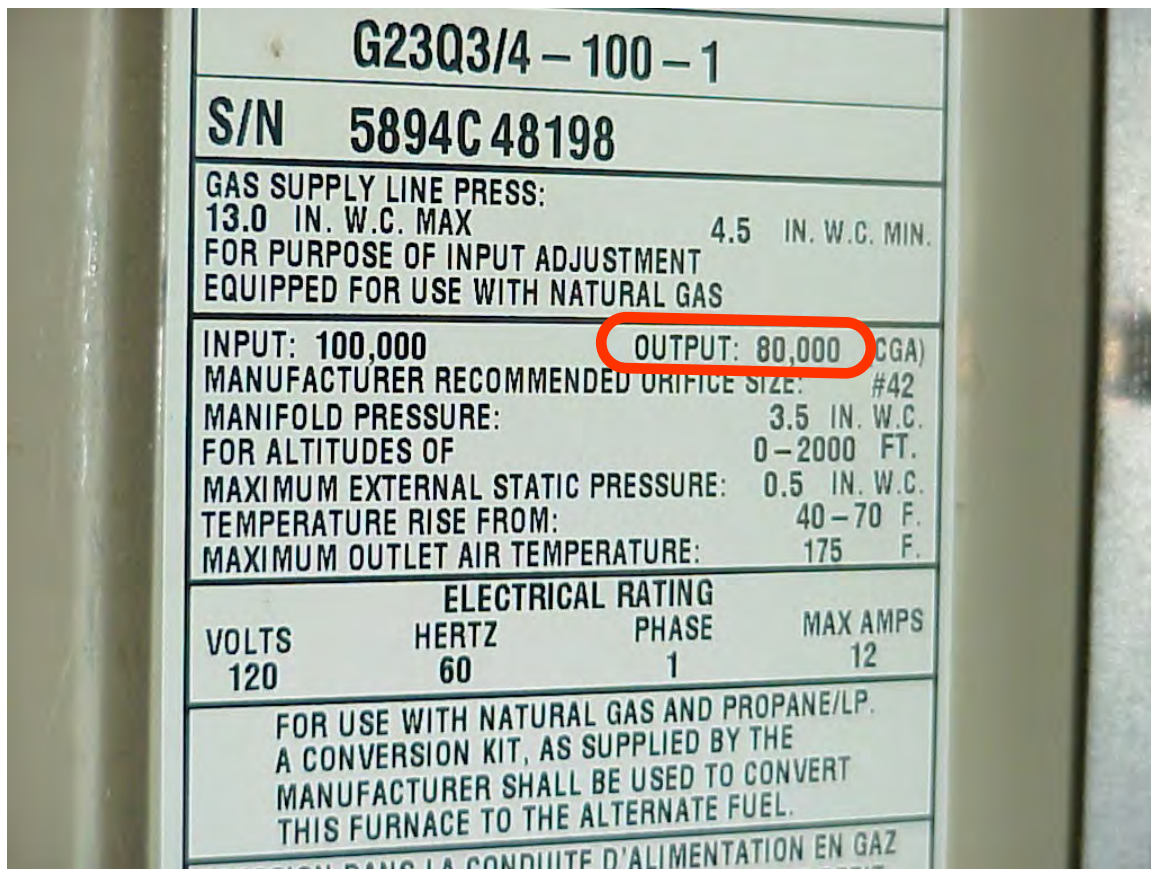 G23Q3/4-100-1
S/N 5894C48198
GAS SUPPLY LINE PRESS:
13.0 IN. W.C. MAX 4.5 IN. W.C. MIN.
FOR PURPOSE OF INPUT ADJUSTMENT
EQUIPPED FOR USE WITH NATURAL GAS
INPUT: 100,000 OUTPUT: 80,000 CGA)
MANUFACTURER RECOMMENDED ORIFICE SIZE: #42
MANIFOLD PRESSURE: 3.5 IN. W.C.
FOR ALTITUDES OF 0-2000 FT.
MAXIMUM EXTERNAL STATIC PRESSURE: 0.5 IN. W.C.
TEMPERATURE RISE FROM: 40-70 F.
MAXIMUM OUTLET AIR TEMPERATURE: 175 F.
ELECTRICAL RATING
VOLTS HERTZ PHASE MAX AMPS
120 60 1 12
FOR USE WITH NATURAL GAS AND PROPANE/LP.
A CONVERSION KIT, AS SUPPLIED BY THE
MANUFACTURER SHALL BE USED TO CONVERT
THIS FURNACE TO THE ALTERNATE FUEL.
DANS LA CONDUITE D'ALIMENTATION EN GAZ